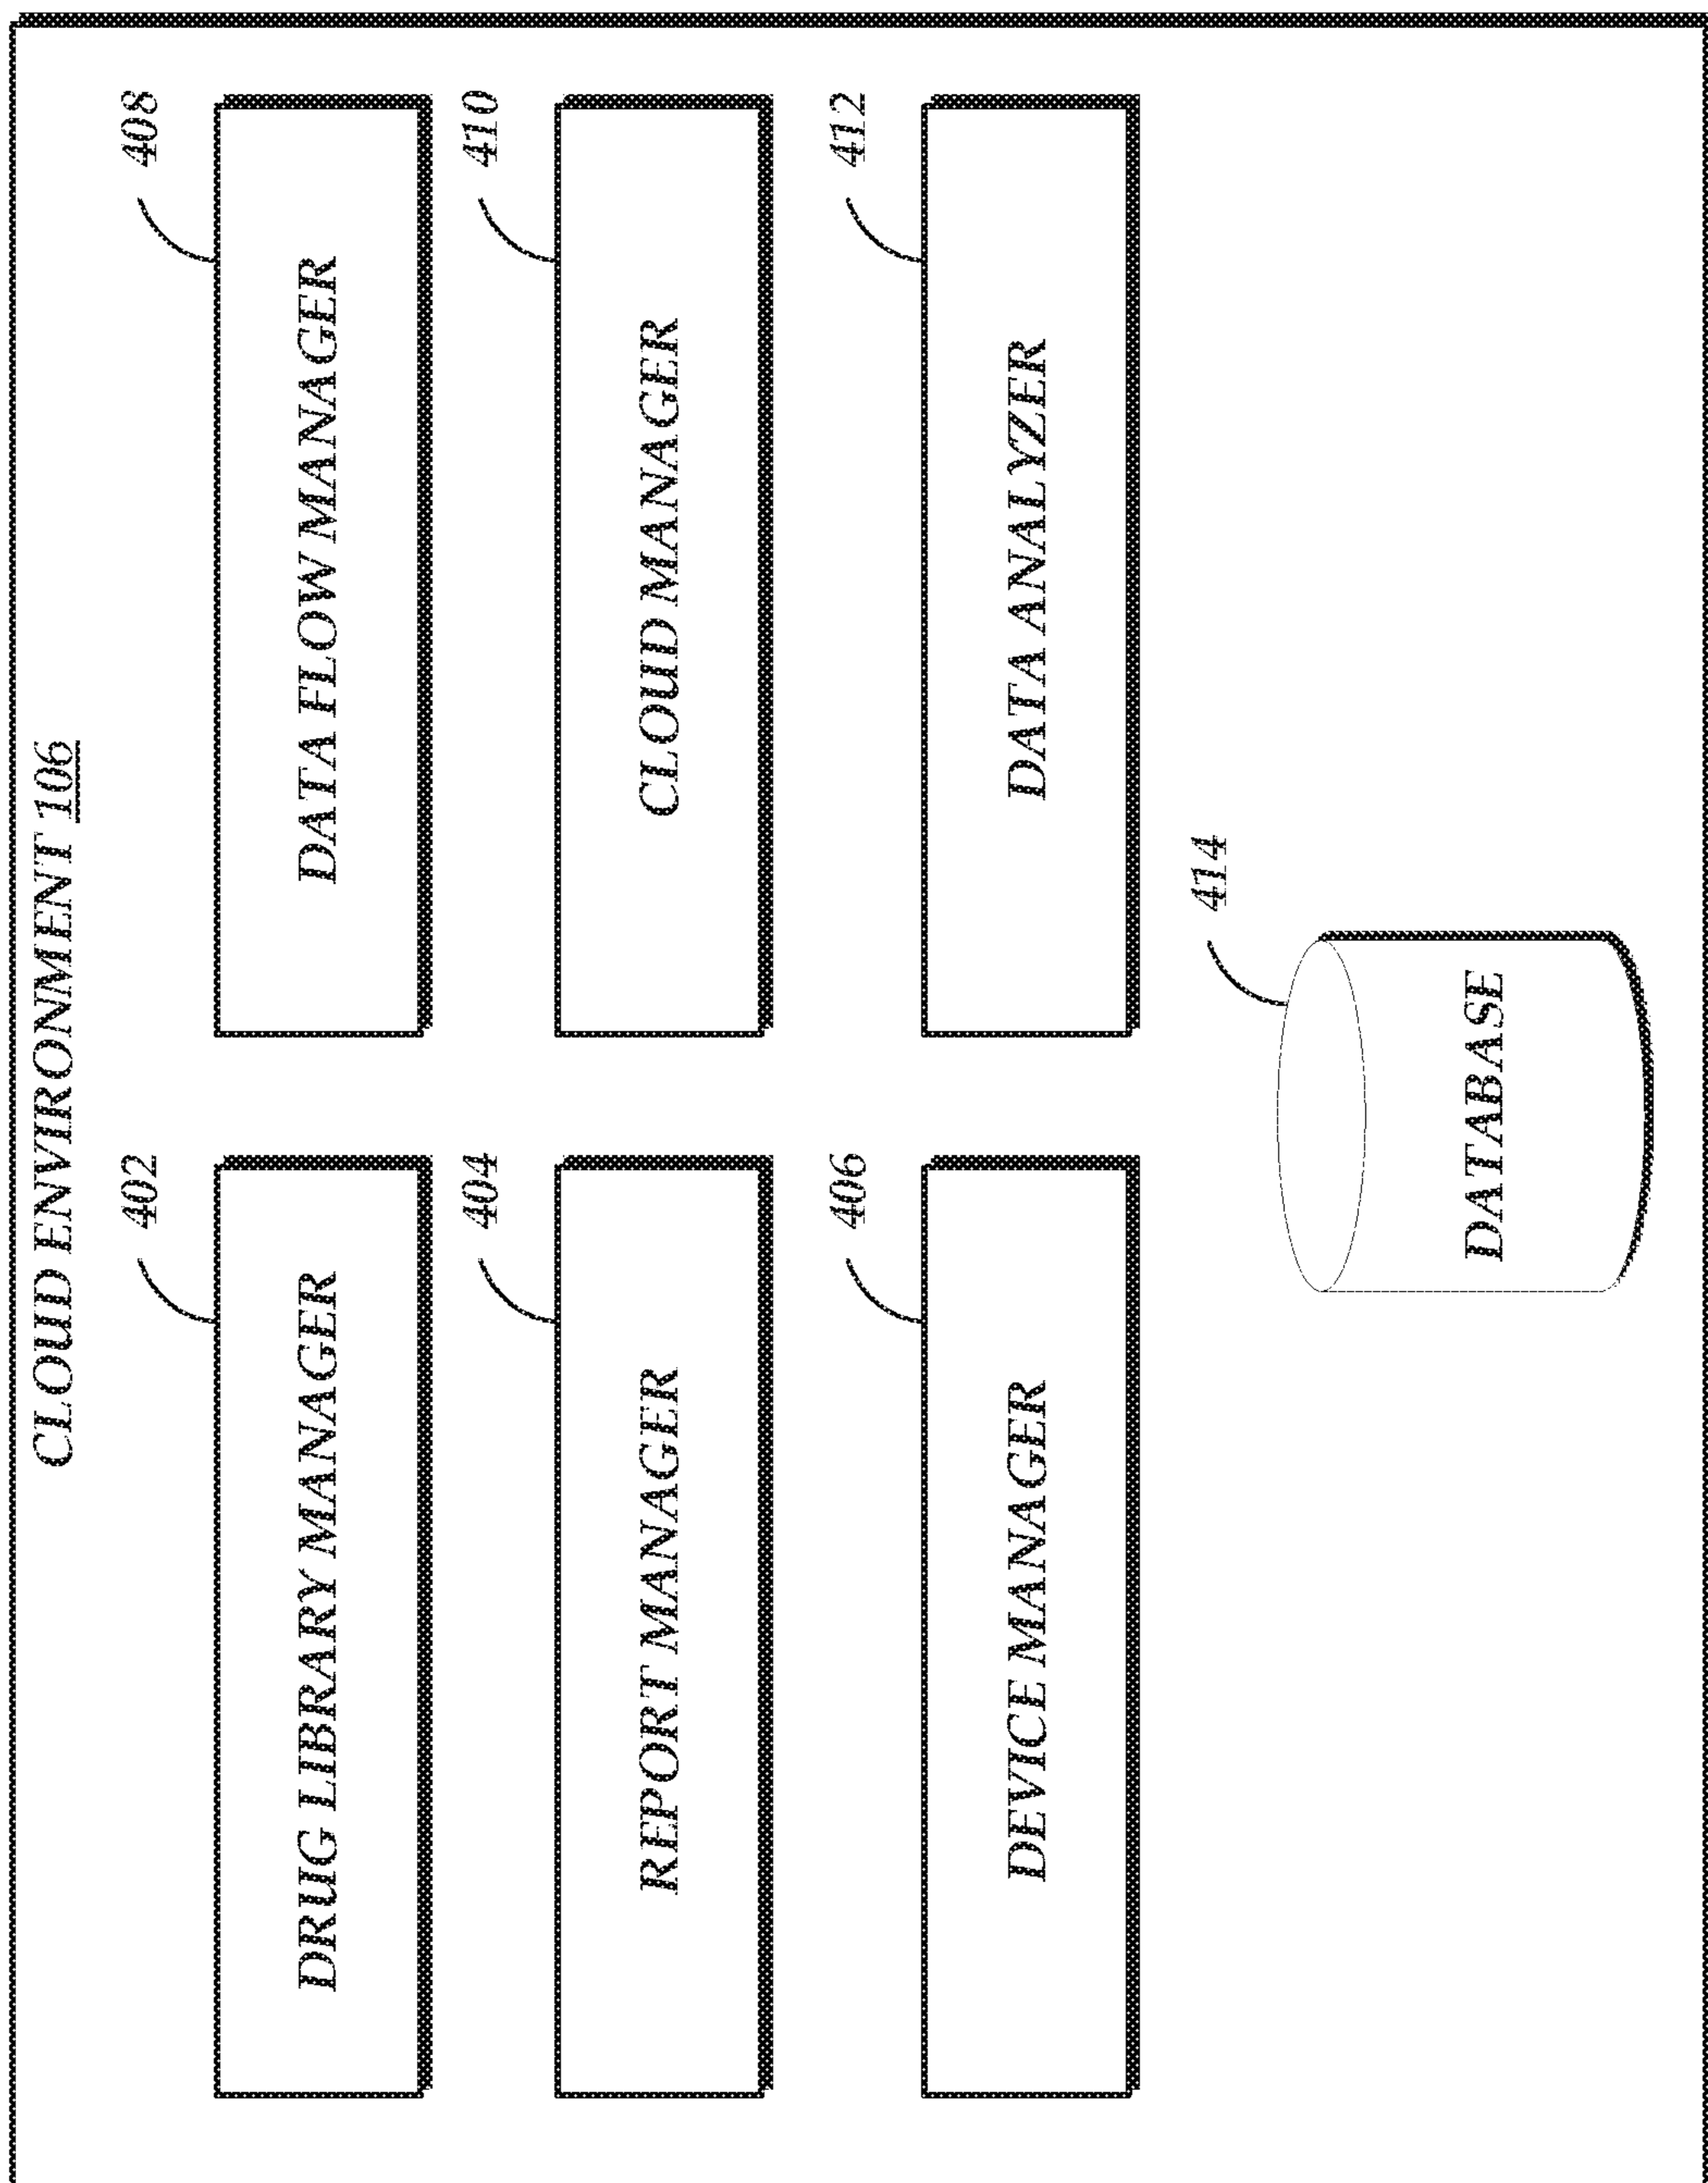 CLOUD ENVIRONMENT 106
402
DRUG LIBRARY MANAGER
408
DATA FLOW MANAGER
404
REPORT MANAGER
410
CLOUD MANAGER
406
DEVICE MANAGER
412
DATA ANALYZER
414
DATABASE